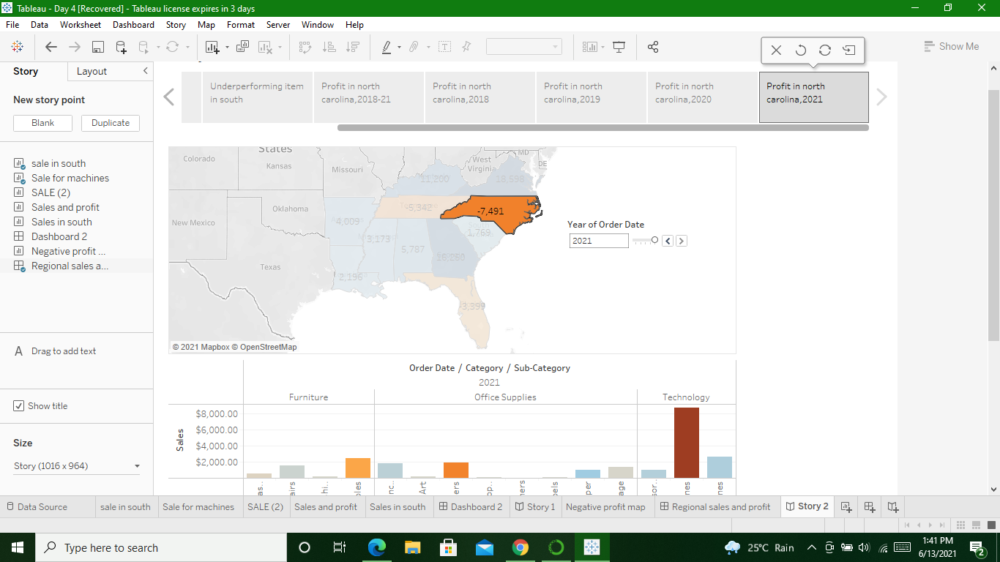 Tableau - Day 4 [Recovered] - Tableau license expires in 3 days
File Data Worksheet Dashboard Story Map Format Server Window Help
Show Me
Story Layout
New story point
Blank Duplicate
sale in south
Sale for machines
SALE (2)
Sales and profit
Sales in south
Dashboard 2
Negative profit ...
Regional sales a...
A Drag to add text
Show title
Size
Story (1016 x 964)
Underperforming item
in south
Profit in north
carolina,2018-21
Profit in north
carolina,2018
Profit in north
carolina,2019
Profit in north
carolina,2020
Profit in north
carolina,2021
States
Colorado
Kansas
Missouri
West
Virginia
MD
DE
11,200
18,598
Oklahoma
New Mexico
Texas
-5,342
-7,491
4,009
3,173
1,769
5,787
2,196
-3,399
© 2021 Mapbox © OpenStreetMap
Year of Order Date
2021
Order Date / Category / Sub-Category
2021
Furniture Office Supplies Technology
Sales
$8,000.00
$6,000.00
$4,000.00
$2,000.00
as..
airs
hi..
les
nc..
Art
ers
op..
ners
els
per
age
sor..
nes
nes
Data Source sale in south Sale for machines SALE (2) Sales and profit Sales in south Dashboard 2 Story 1 Negative profit map Regional sales and profit Story 2
Type here to search
25°C Rain
1:41 PM
6/13/2021
2